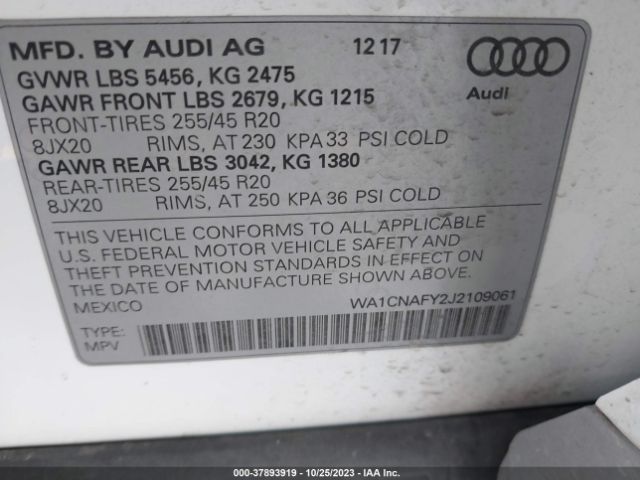 MFD. BY AUDI AG 12 17
GVWR LBS 5456, KG 2475
GAWR FRONT LBS 2679, KG 1215
Audi
FRONT-TIRES 255/45 R20
8JX20 RIMS, AT 230 KPA 33 PSI COLD
GAWR REAR LBS 3042, KG 1380
REAR-TIRES 255/45 R20
8JX20 RIMS, AT 250 KPA 36 PSI COLD
THIS VEHICLE CONFORMS TO ALL APPLICABLE
U.S. FEDERAL MOTOR VEHICLE SAFETY AND
THEFT PREVENTION STANDARDS IN EFFECT ON
THE DATE OF MANUFACTURE SHOWN ABOVE.
MEXICO WA1CNAFY2J2109061
TYPE:
MPV
000-37893919 - 10/25/2023 - IAA Inc.